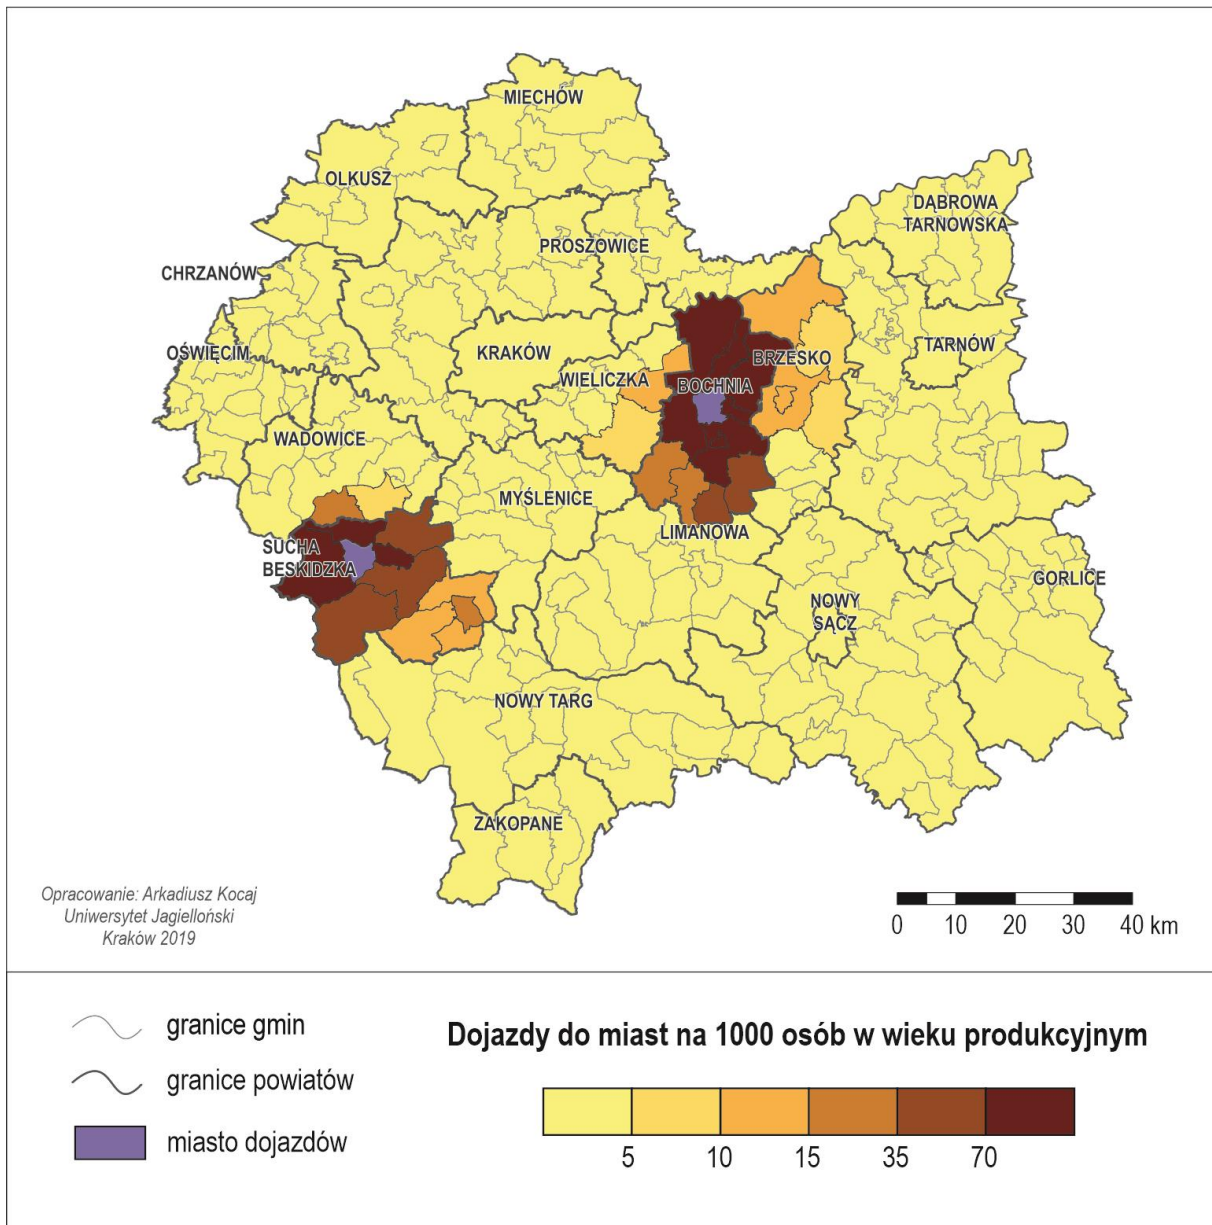 MIECHÓW
OLKUSZ
DĄBROWA
TARNOWSKA
PROSZOWICE
CHRZANÓW
OŚWIĘCIM
KRAKÓW
TARNÓW
BRZESKO
WIELICZKA
BOCHNIA
WADOWICE
MYŚLENICE
LIMANOWA
SUCHA
BESKIDZKA
GORLICE
NOWY
SĄCZ
NOWY TARG
ZAKOPANE
Opracowanie: Arkadiusz Kocaj
Uniwersytet Jagielloński
Kraków 2019
0 10 20 30 40 km
granice gmin
granice powiatów
miasto dojazdów
Dojazdy do miast na 1000 osób w wieku produkcyjnym
5 10 15 35 70